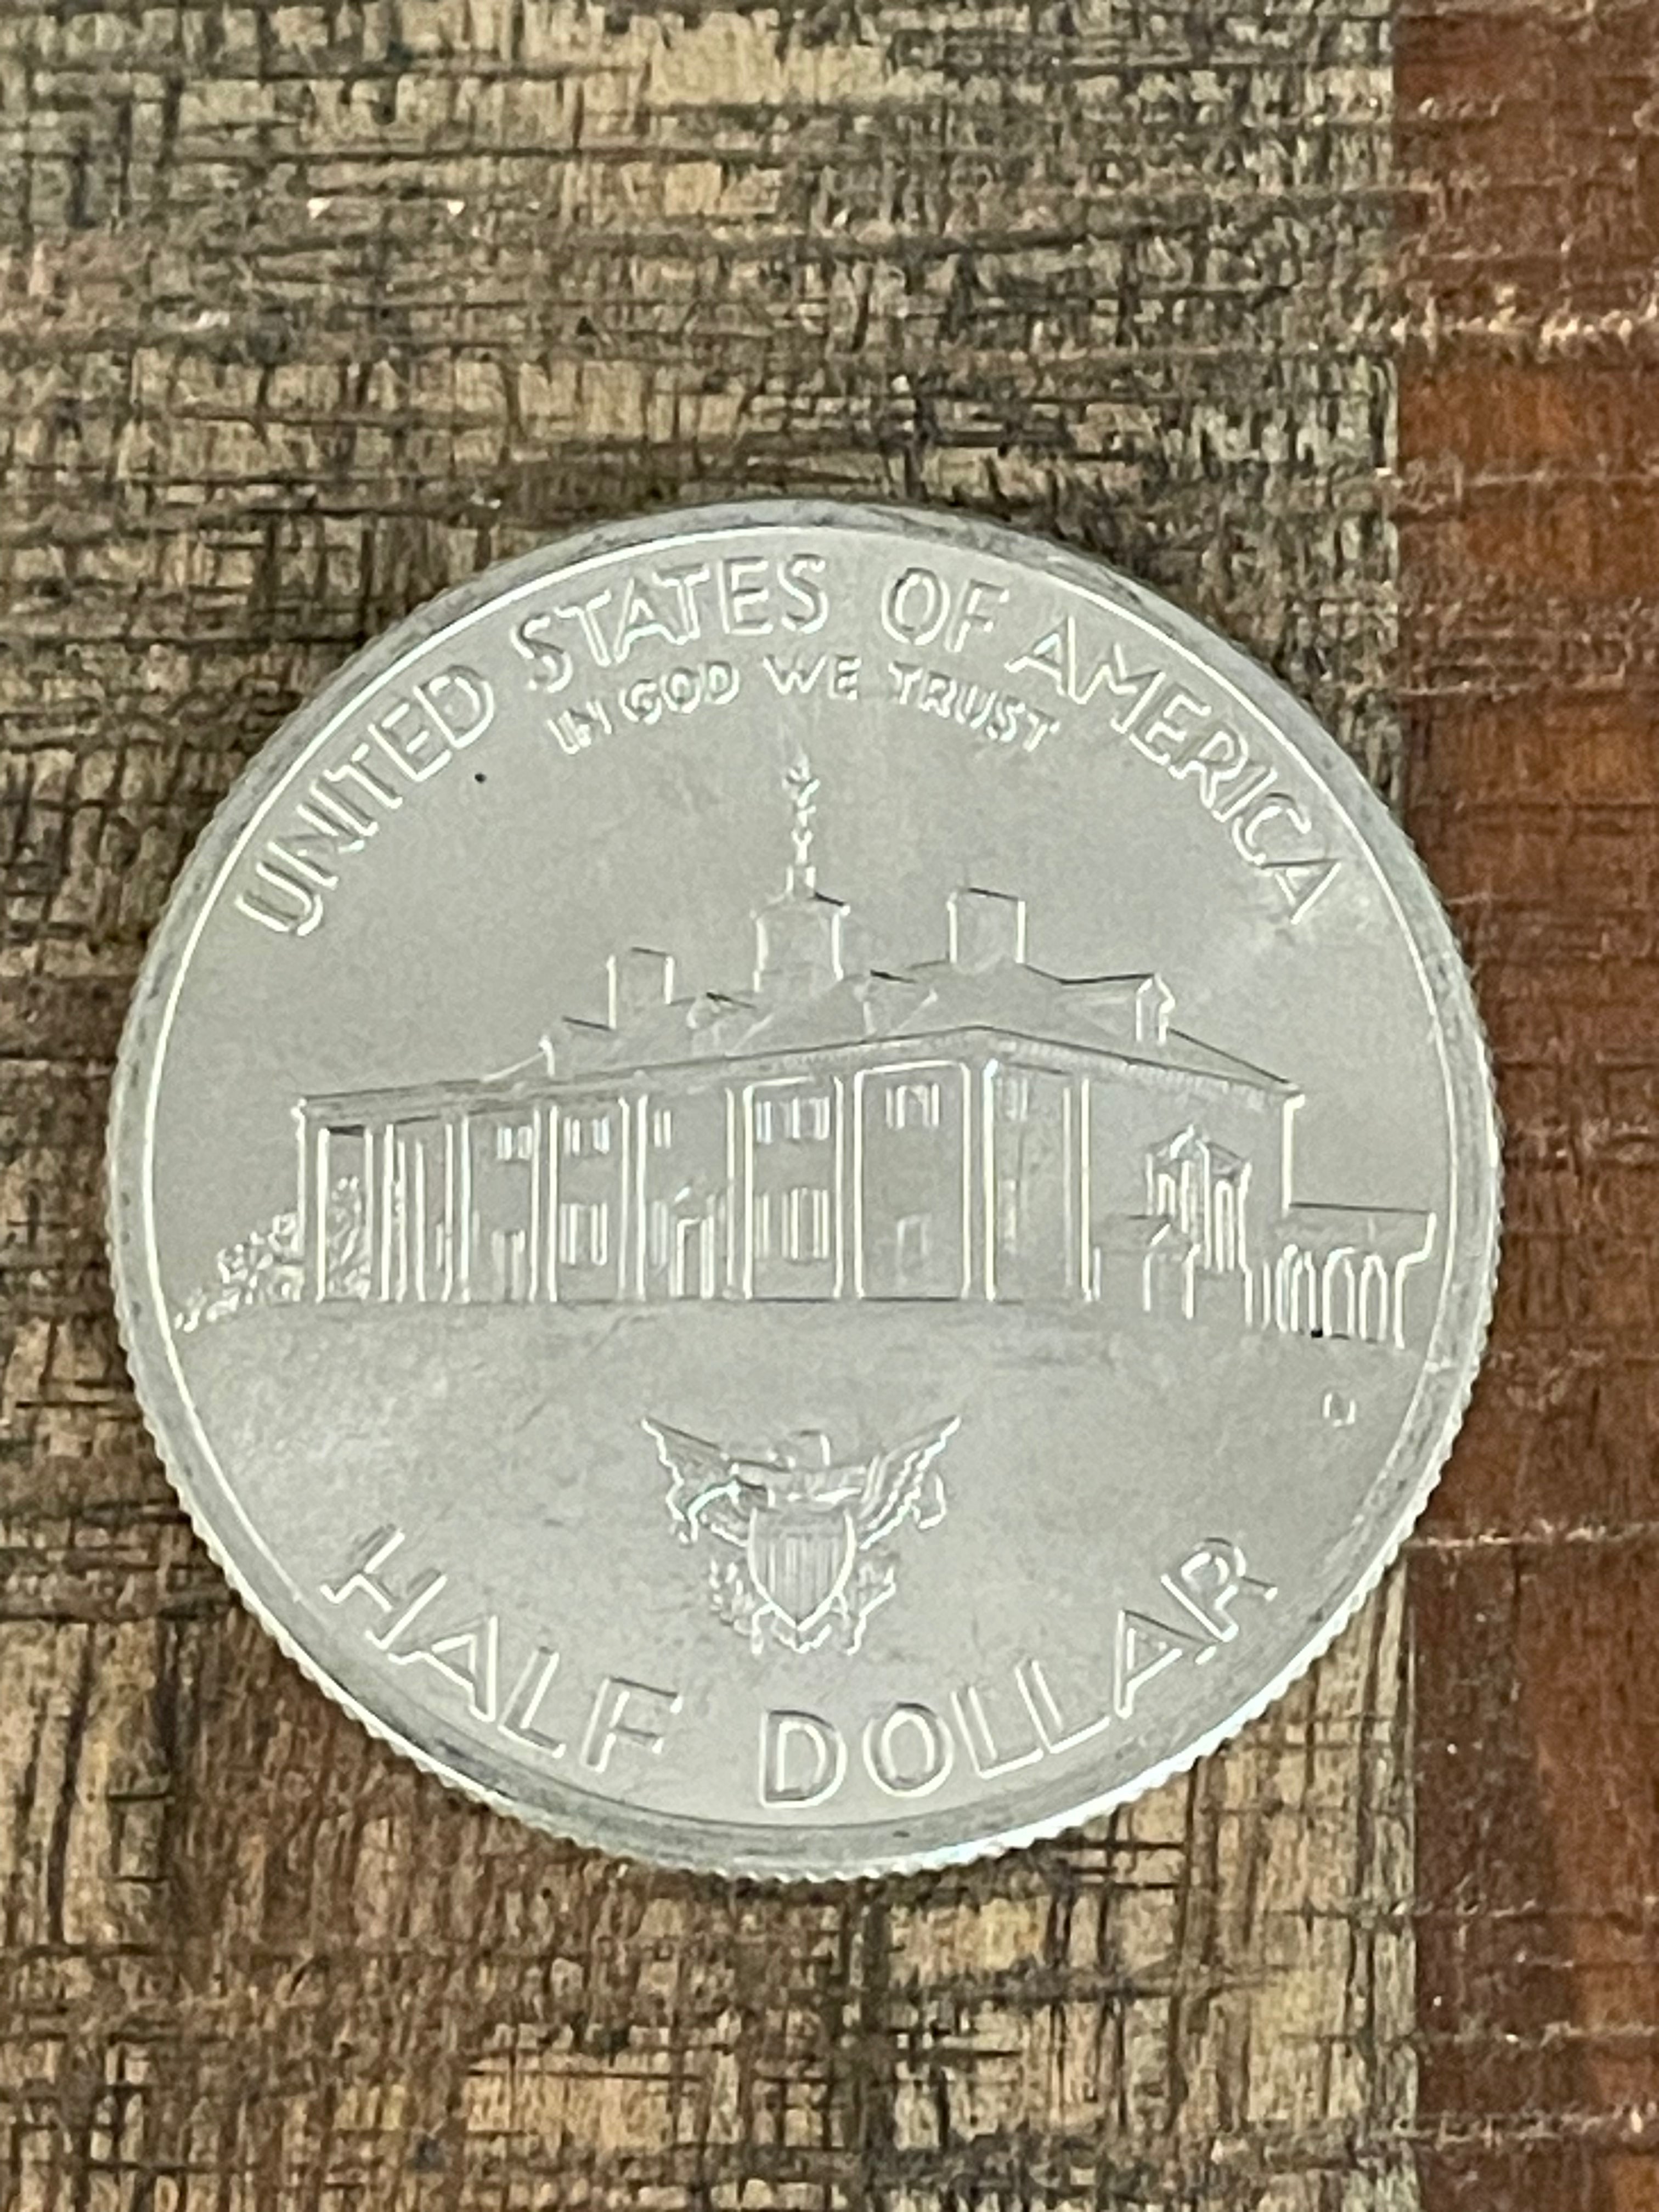 UNITED STATES OF AMERICA
IN GOD WE TRUST
HALF DOLLAR